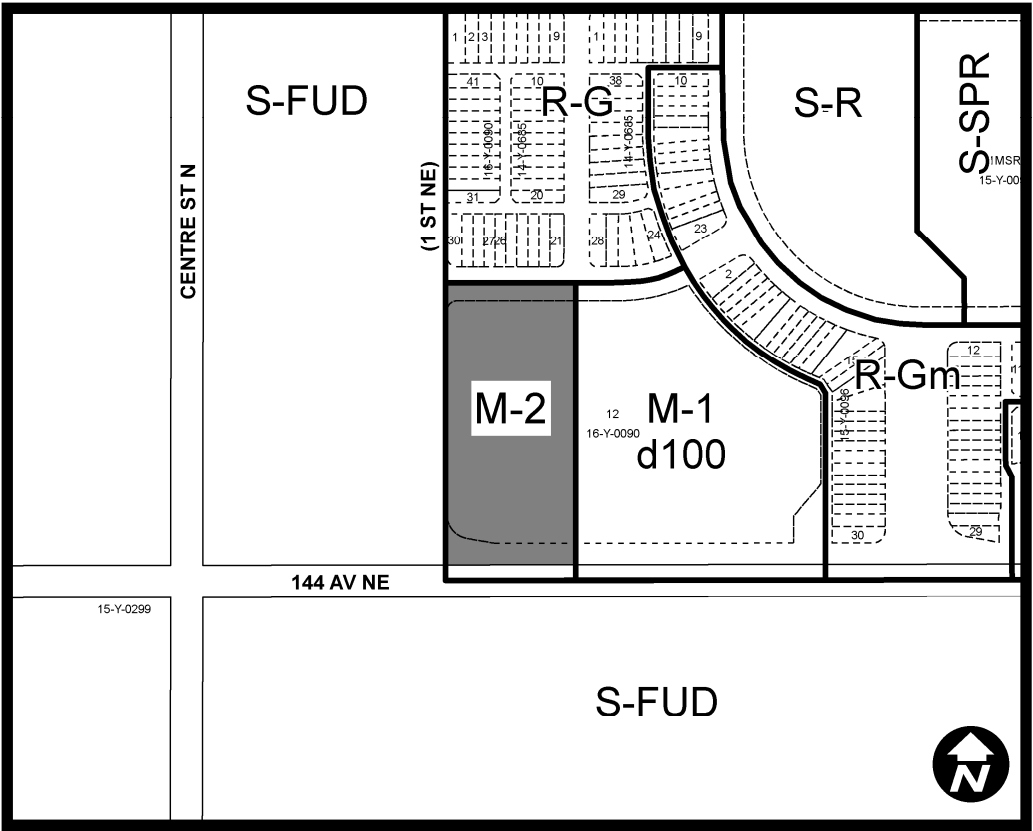 1 2 3 9 1 9
S-FUD
41 10 38 10
R-G
S-R
S-SPR
16-Y-0090
14-Y-0685
14-Y-0685
15-Y-00
CENTRE ST N
(1 ST NE)
31 20 29
30 27 26 21 28 24 23
2
15
12
R-Gm
15-Y-0096
M-2
12
16-Y-0090
M-1
d100
30
29
144 AV NE
15-Y-0299
S-FUD
N